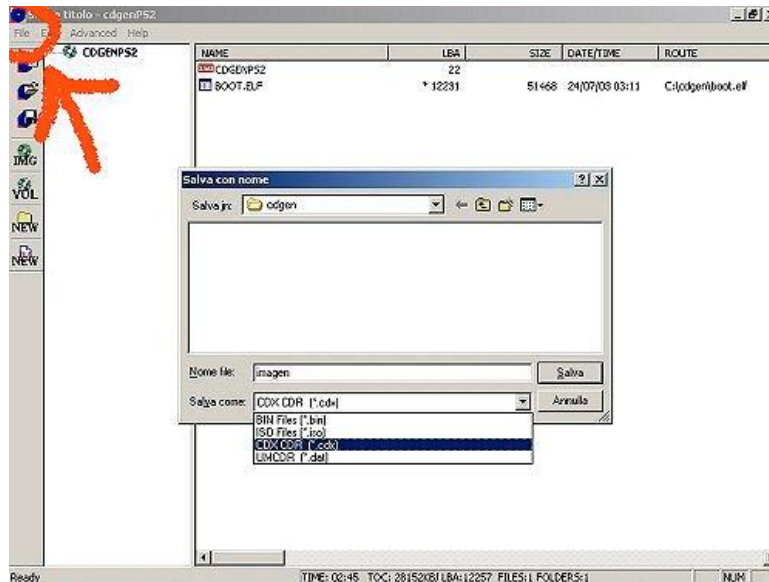 titolo - cdgenPS2
File Advanced Help
CDGENPS2
NAME LBA SIZE DATE/TIME ROUTE
CDGENPS2 22
BOOT.ELF * 12231 51468 24/07/03 03:11 C:\cdgen\boot.elf
IMG
VOL
NEW
NEW
Salva con nome
Salva in: cdgen
Nome file: imagen Salva
Salva come: CDX CDR (*.cdx) Annulla
BIN Files (*.bin)
ISO Files (*.iso)
CDX CDR (*.cdx)
UMCDR (*.dat)
Ready TIME: 02:45 TOC: 28152KB/LBA:12257 FILES:1 FOLDERS:1 NUM